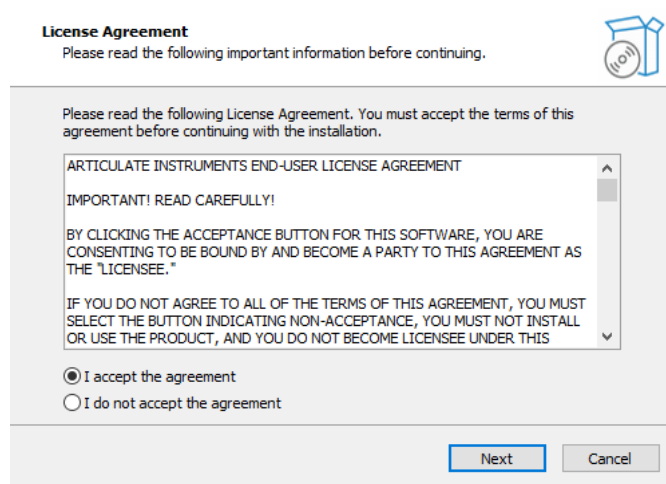 License Agreement
Please read the following important information before continuing.
Please read the following License Agreement. You must accept the terms of this
agreement before continuing with the installation.
ARTICULATE INSTRUMENTS END-USER LICENSE AGREEMENT
IMPORTANT! READ CAREFULLY!
BY CLICKING THE ACCEPTANCE BUTTON FOR THIS SOFTWARE, YOU ARE
CONSENTING TO BE BOUND BY AND BECOME A PARTY TO THIS AGREEMENT AS
THE "LICENSEE."
IF YOU DO NOT AGREE TO ALL OF THE TERMS OF THIS AGREEMENT, YOU MUST
SELECT THE BUTTON INDICATING NON-ACCEPTANCE, YOU MUST NOT INSTALL
OR USE THE PRODUCT, AND YOU DO NOT BECOME LICENSEE UNDER THIS
I accept the agreement
I do not accept the agreement
Next
Cancel